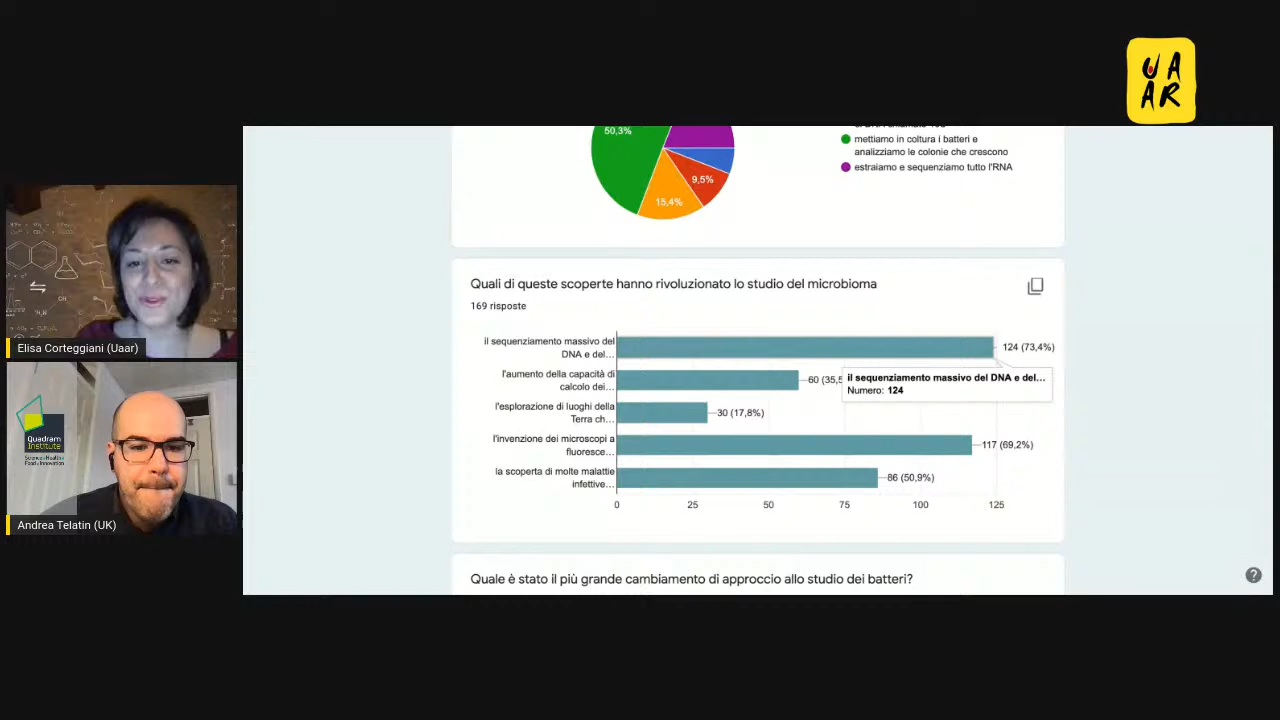 UAAR
50,3%
9,5%
15,4%
mettiamo in coltura i batteri e
analizziamo le colonie che crescono
estraiamo e sequenziamo tutto l'RNA
Quali di queste scoperte hanno rivoluzionato lo studio del microbioma
169 risposte
il sequenziamento massivo del
DNA e del...
124 (73,4%)
l'aumento della capacità di
calcolo dei...
60 (35,5
il sequenziamento massivo del DNA e del...
Numero: 124
l'esplorazione di luoghi della
Terra ch...
30 (17,8%)
l'invenzione dei microscopi a
fluoresce...
117 (69,2%)
la scoperta di molte malattie
infettive...
86 (50,9%)
0 25 50 75 100 125
Quale è stato il più grande cambiamento di approccio allo studio dei batteri?
Elisa Corteggiani (Uaar)
Quadram
Institute
Science Health
Food Innovation
Andrea Telatin (UK)